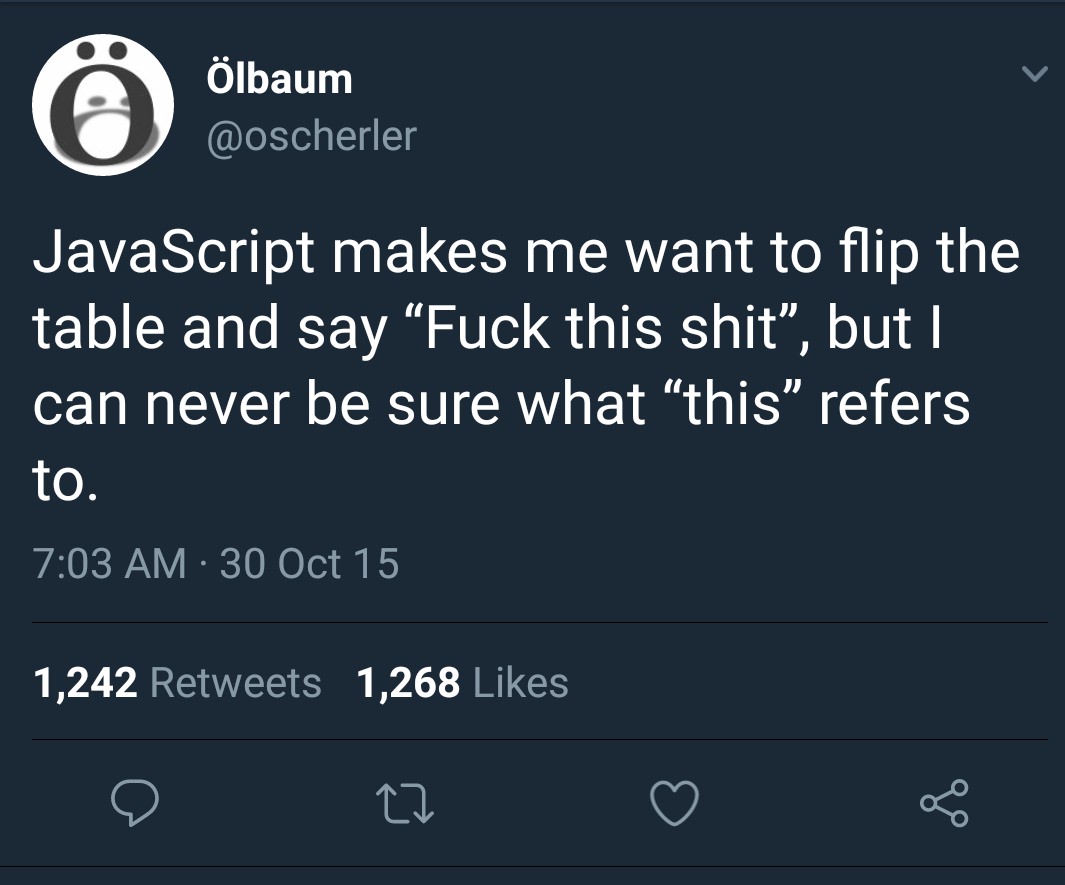 Ölbaum
@oscherler
JavaScript makes me want to flip the
table and say “Fuck this shit”, but I
can never be sure what “this” refers
to.
7:03 AM · 30 Oct 15
1,242 Retweets 1,268 Likes